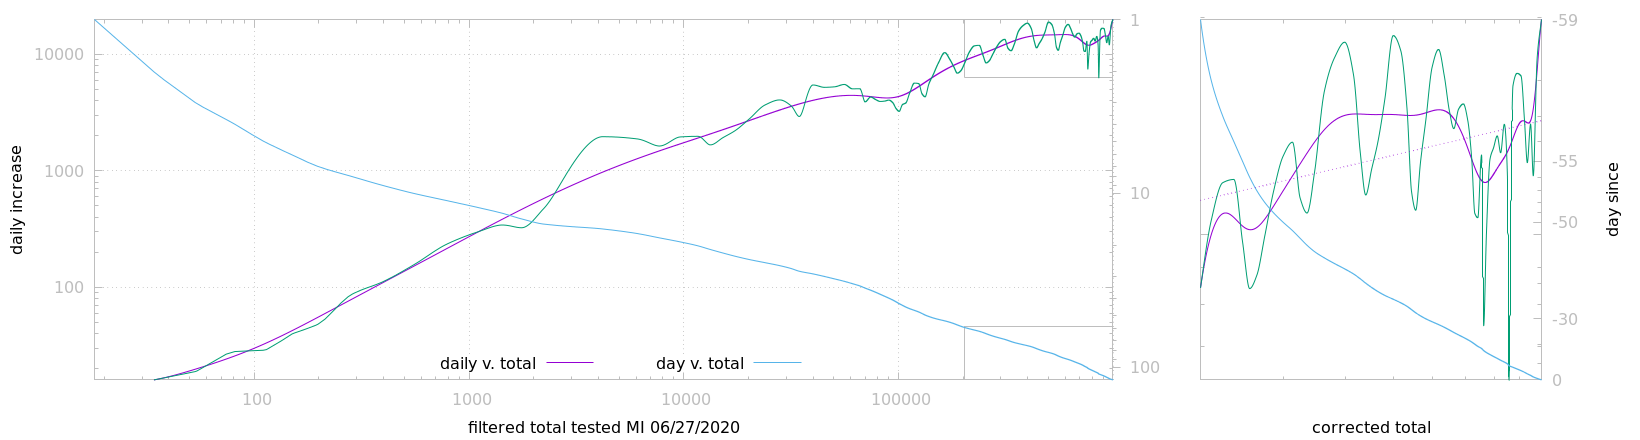 10000
1000
100
daily increase
daily v. total
day v. total
100
1000
10000
100000
filtered total tested MI 06/27/2020
1
10
100
-59
-55
-50
-30
0
day since
corrected total